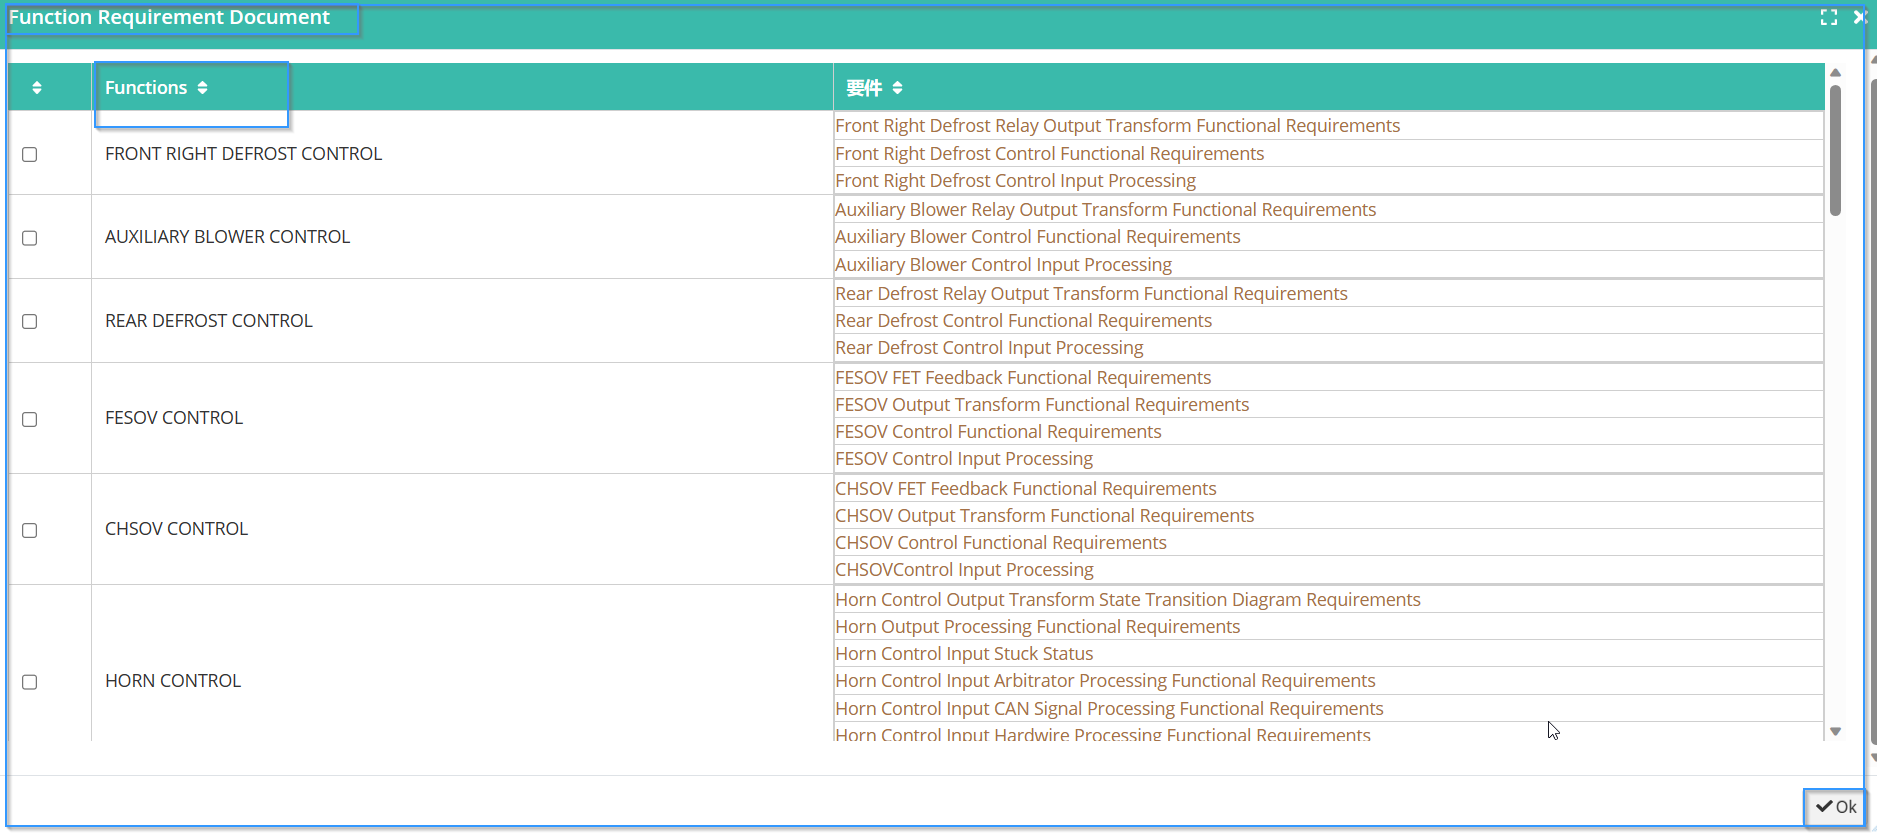 Function Requirement Document
Functions
要件
FRONT RIGHT DEFROST CONTROL
Front Right Defrost Relay Output Transform Functional Requirements
Front Right Defrost Control Functional Requirements
Front Right Defrost Control Input Processing
AUXILIARY BLOWER CONTROL
Auxiliary Blower Relay Output Transform Functional Requirements
Auxiliary Blower Control Functional Requirements
Auxiliary Blower Control Input Processing
REAR DEFROST CONTROL
Rear Defrost Relay Output Transform Functional Requirements
Rear Defrost Control Functional Requirements
Rear Defrost Control Input Processing
FESOV CONTROL
FESOV FET Feedback Functional Requirements
FESOV Output Transform Functional Requirements
FESOV Control Functional Requirements
FESOV Control Input Processing
CHSOV CONTROL
CHSOV FET Feedback Functional Requirements
CHSOV Output Transform Functional Requirements
CHSOV Control Functional Requirements
CHSOVControl Input Processing
HORN CONTROL
Horn Control Output Transform State Transition Diagram Requirements
Horn Output Processing Functional Requirements
Horn Control Input Stuck Status
Horn Control Input Arbitrator Processing Functional Requirements
Horn Control Input CAN Signal Processing Functional Requirements
Horn Control Input Hardwire Processing Functional Requirements
Ok